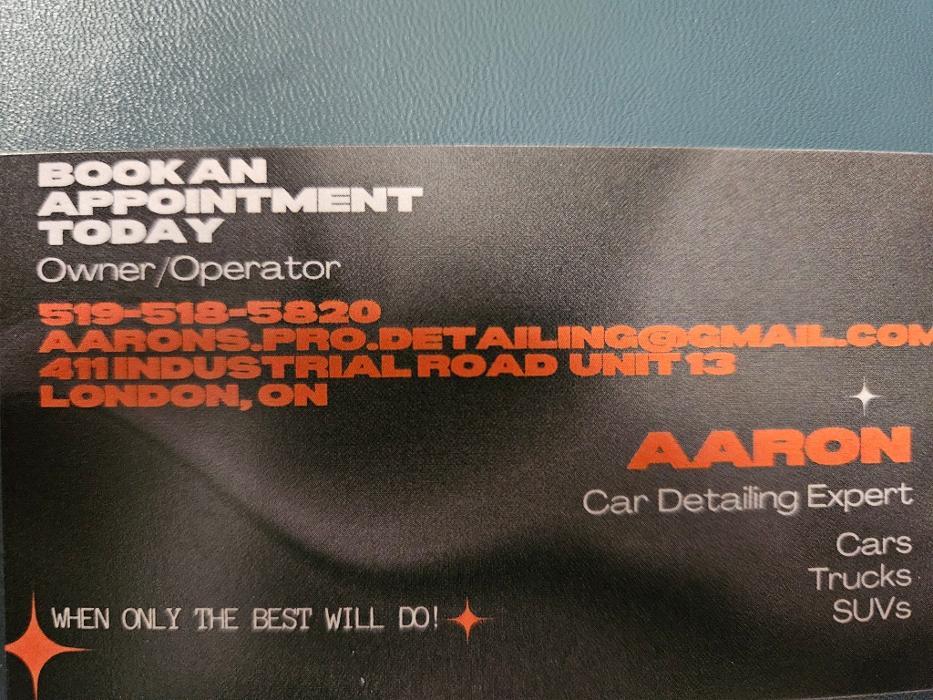 BOOK AN
APPOINTMENT
TODAY
Owner/Operator
519-518-5820
AARONS.PRO.DETAILING@GMAIL.COM
411 INDUSTRIAL ROAD UNIT 13
LONDON, ON
AARON
Car Detailing Expert
Cars
Trucks
SUVs
WHEN ONLY THE BEST WILL DO!